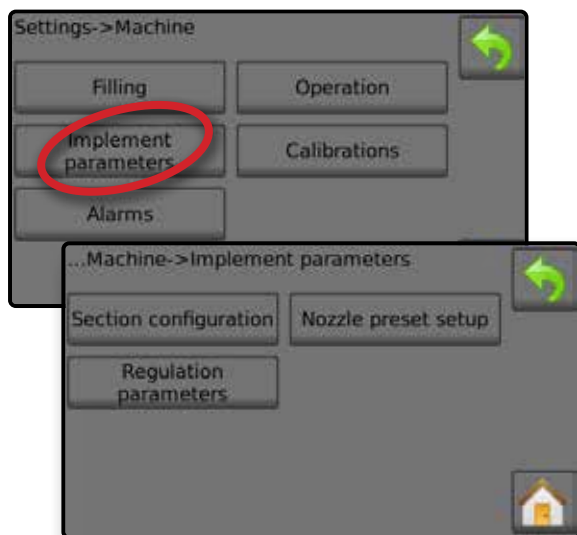 Settings->Machine
Filling
Operation
Implement
parameters
Calibrations
Alarms
...Machine->Implement parameters
Section configuration
Nozzle preset setup
Regulation
parameters